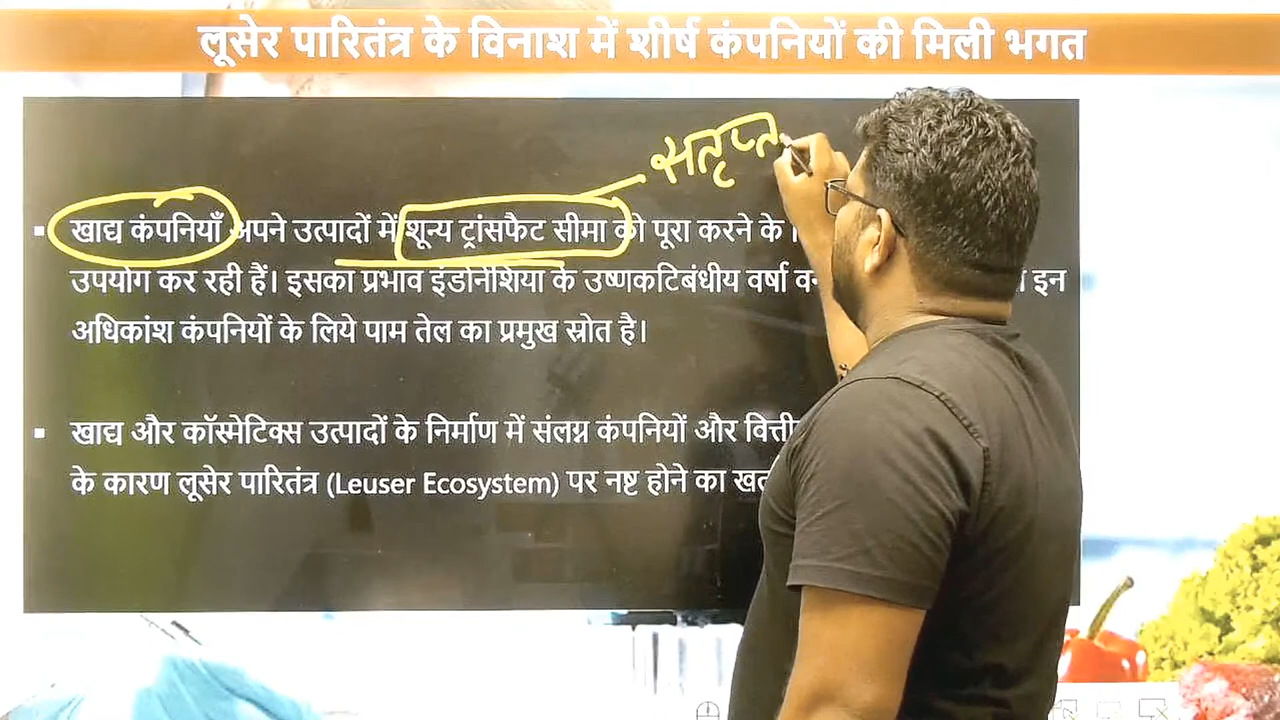 लूसेर पारितंत्र के विनाश में शीर्ष कंपनियों की मिली भगत
सतृप्त
▪ खाद्य कंपनियाँ अपने उत्पादों में शून्य ट्रांसफैट सीमा को पूरा करने के
उपयोग कर रही हैं। इसका प्रभाव इंडोनेशिया के उष्णकटिबंधीय वर्षा इन
अधिकांश कंपनियों के लिये पाम तेल का प्रमुख स्रोत है।
▪ खाद्य और कॉस्मेटिक्स उत्पादों के निर्माण में संलग्न कंपनियों और
के कारण लूसेर पारितंत्र (Leuser Ecosystem) पर नष्ट होने का